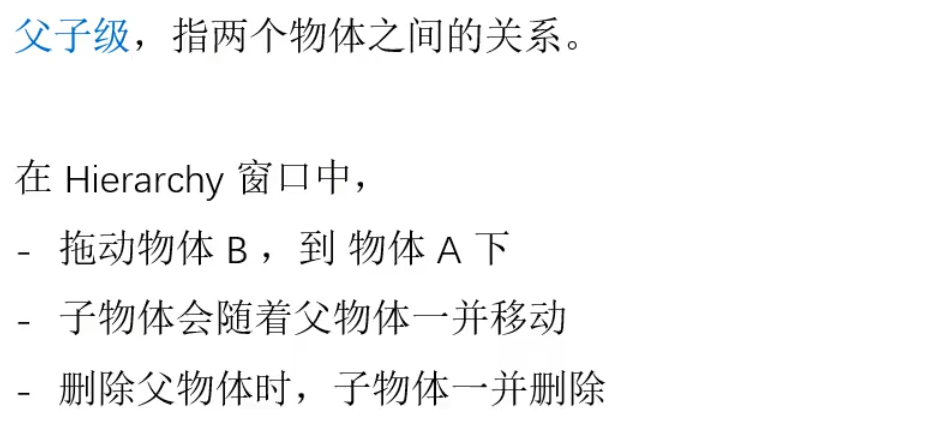 父子级，指两个物体之间的关系。
在 Hierarchy 窗口中，
- 拖动物体 B ，到 物体 A 下
- 子物体会随着父物体一并移动
- 删除父物体时，子物体一并删除